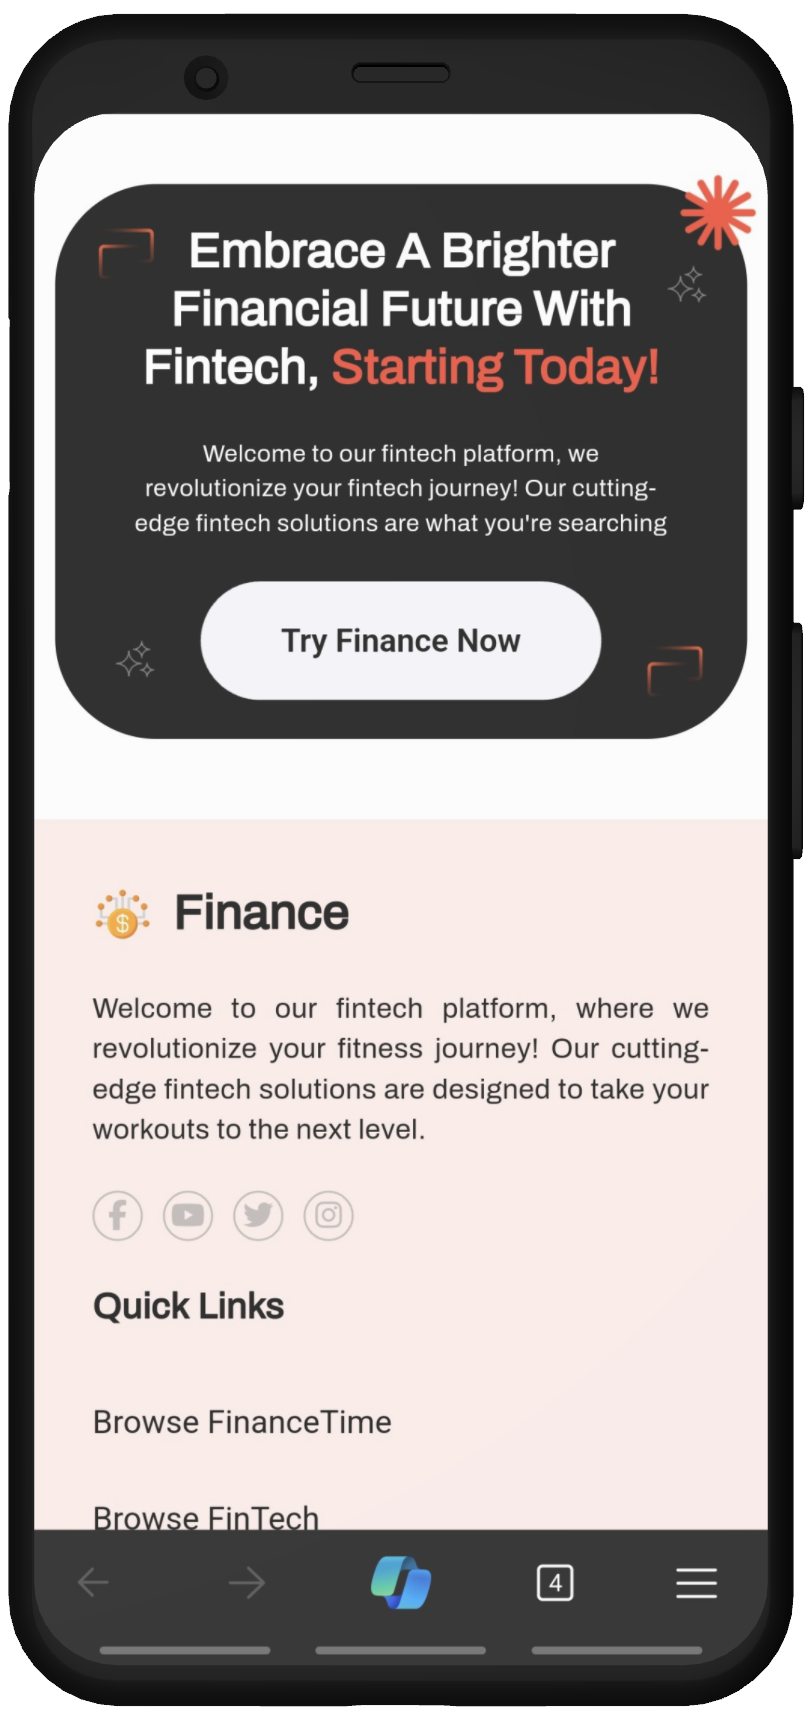 Embrace A Brighter
Financial Future With
Fintech, Starting Today!
Welcome to our fintech platform, we
revolutionize your fintech journey! Our cutting-
edge fintech solutions are what you're searching
Try Finance Now
$
Finance
Welcome to our fintech platform, where we
revolutionize your fitness journey! Our cutting-
edge fintech solutions are designed to take your
workouts to the next level.
Quick Links
Browse FinanceTime
Browse FinTech
4